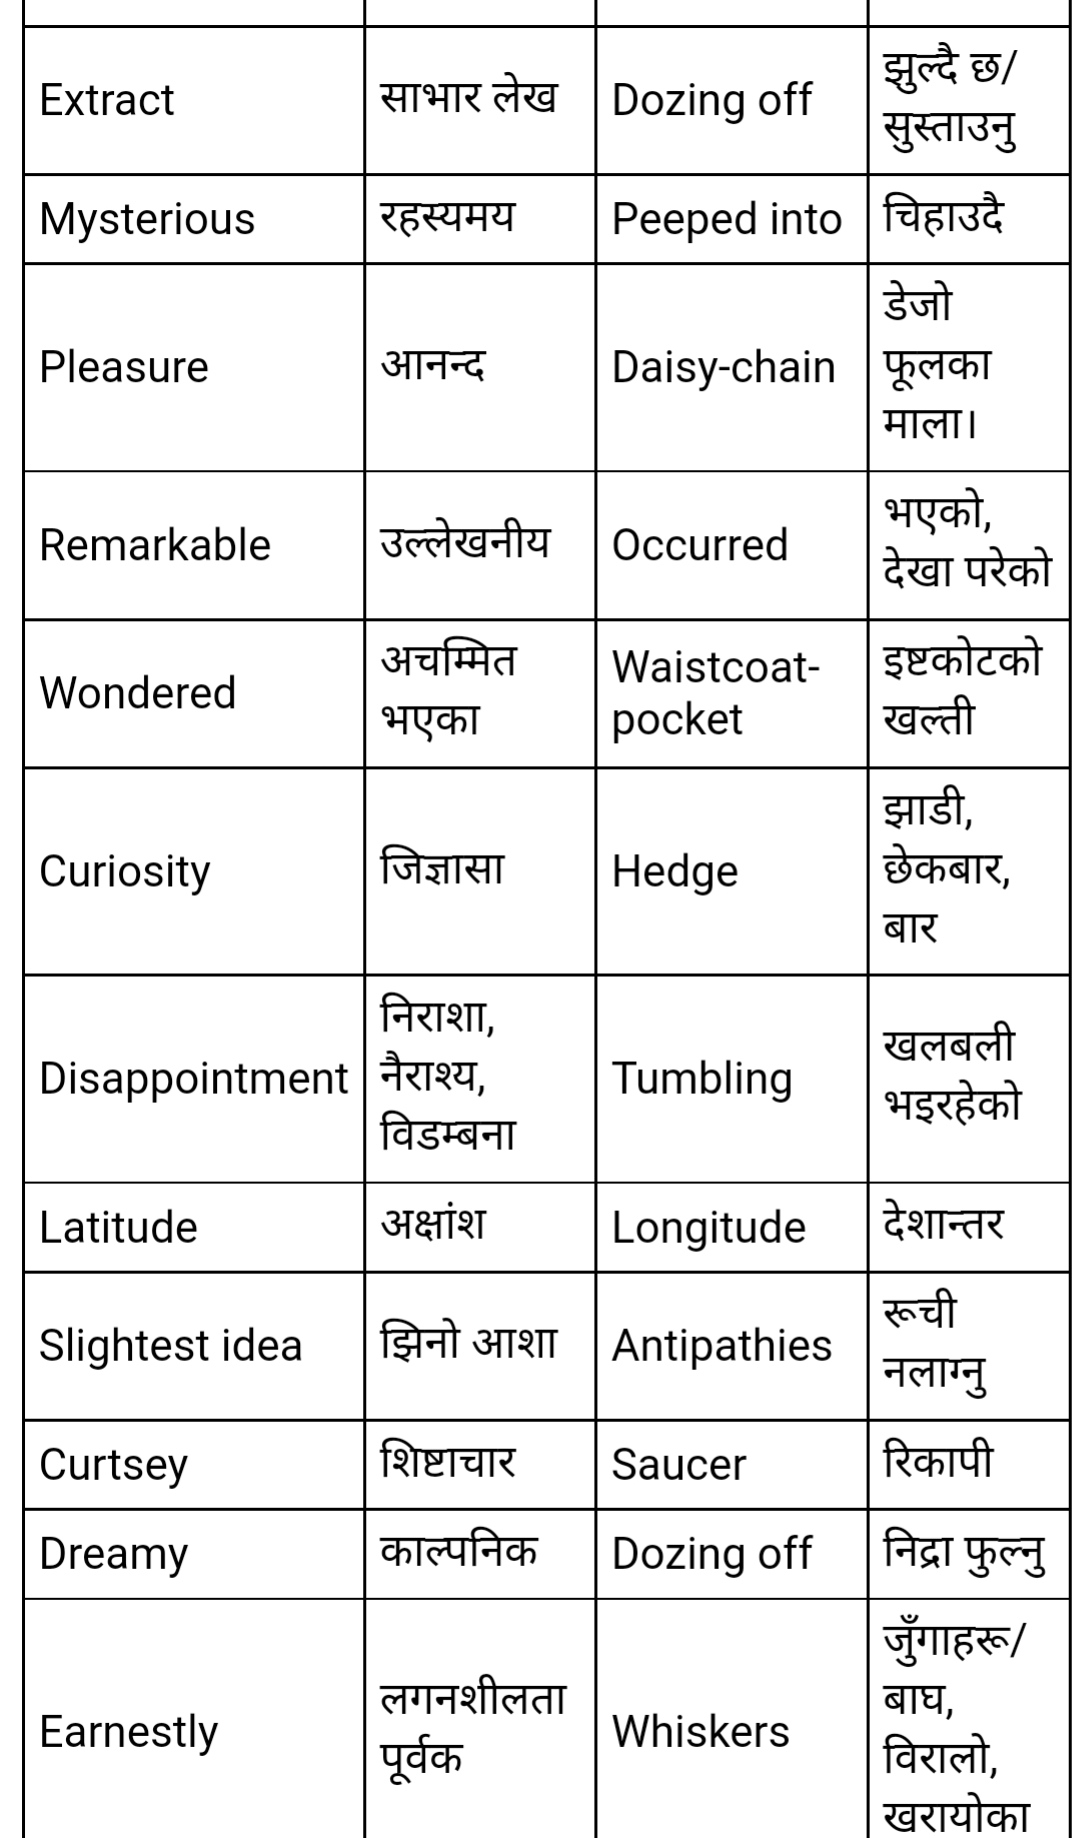 Extract
साभार लेख
Dozing off
झुल्दै छ/
सुस्ताउनु
Mysterious
रहस्यमय
Peeped into
चिहाउदै
Pleasure
आनन्द
Daisy-chain
डेजो
फूलका
माला।
Remarkable
उल्लेखनीय
Occurred
भएको,
देखा परेको
Wondered
अचम्मित
भएका
Waistcoat-
pocket
इष्टकोटको
खल्ती
Curiosity
जिज्ञासा
Hedge
झाडी,
छेकबार,
बार
Disappointment
निराशा,
नैराश्य,
विडम्बना
Tumbling
खलबली
भइरहेको
Latitude
अक्षांश
Longitude
देशान्तर
Slightest idea
झिनो आशा
Antipathies
रूची
नलाग्नु
Curtsey
शिष्टाचार
Saucer
रिकापी
Dreamy
काल्पनिक
Dozing off
निद्रा फुल्नु
Earnestly
लगनशीलता
पूर्वक
Whiskers
जुँगाहरू/
बाघ,
विरालो,
खरायोका